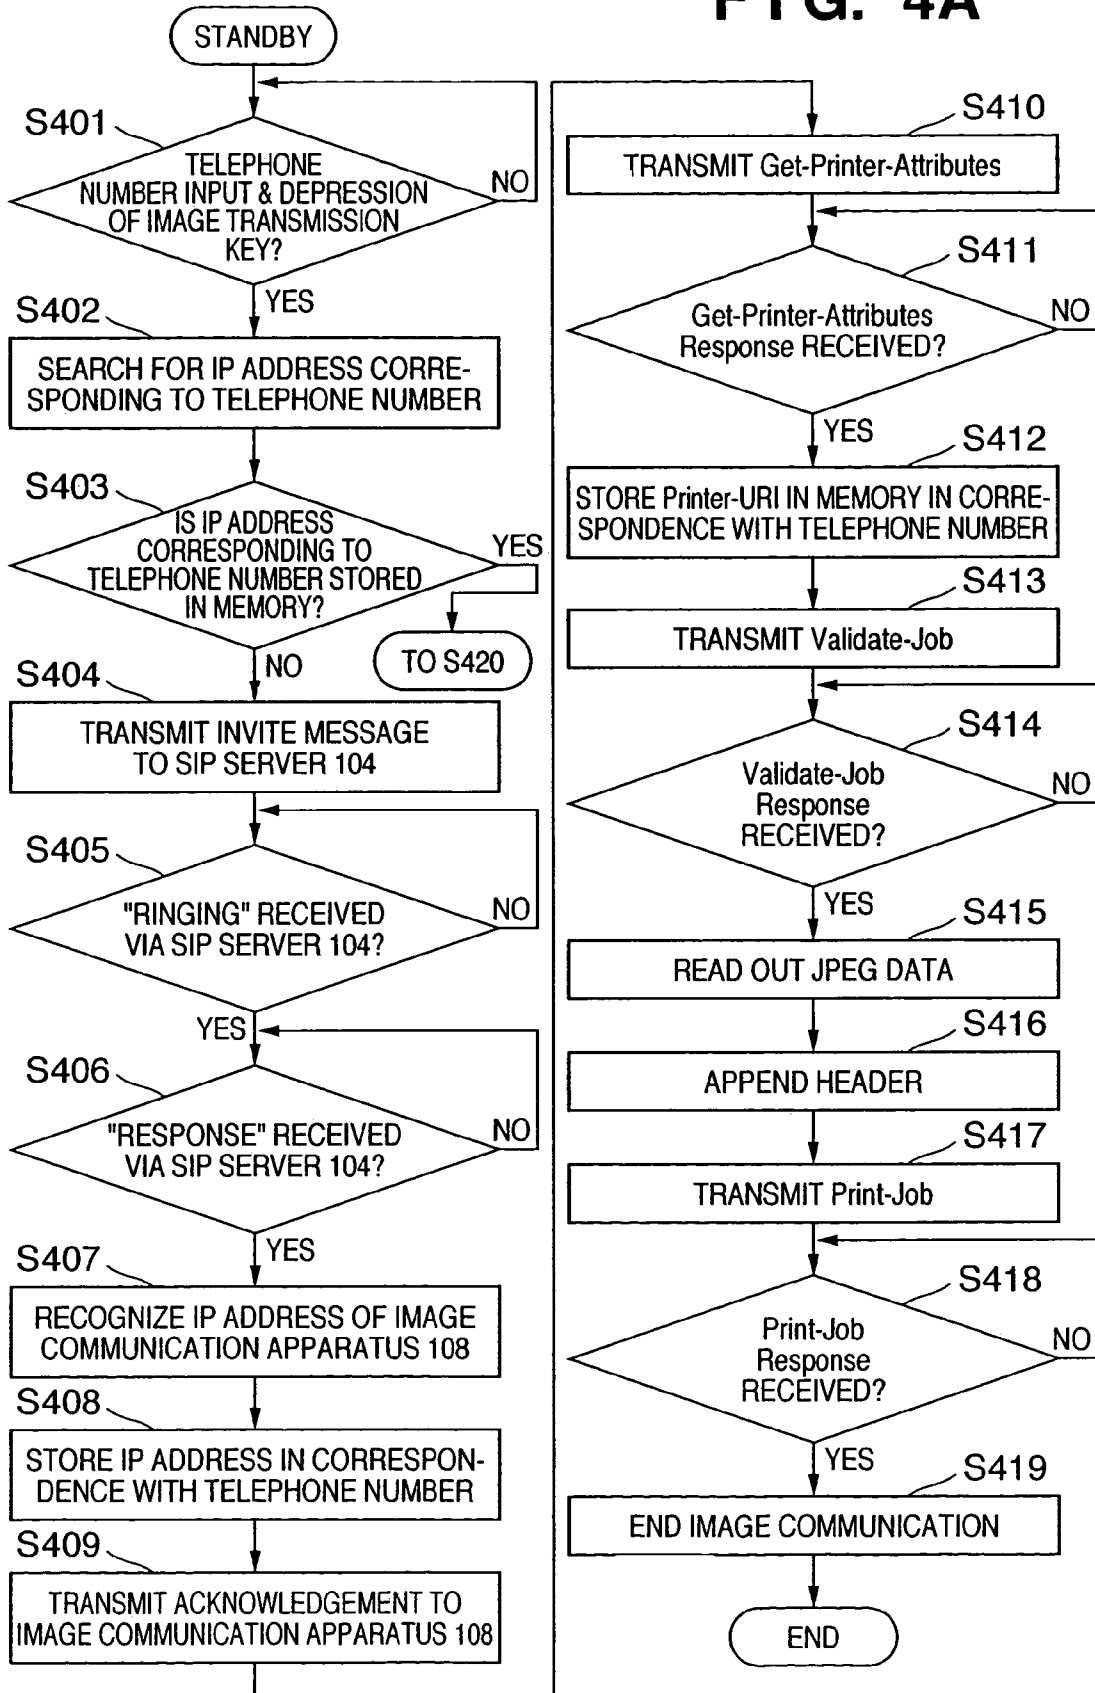 FIG. 4A
STANDBY
S401
TELEPHONE
NUMBER INPUT & DEPRESSION
OF IMAGE TRANSMISSION
KEY?
NO
YES
S402
SEARCH FOR IP ADDRESS CORRE-
SPONDING TO TELEPHONE NUMBER
S403
IS IP ADDRESS
CORRESPONDING TO
TELEPHONE NUMBER STORED
IN MEMORY?
YES
TO S420
NO
S404
TRANSMIT INVITE MESSAGE
TO SIP SERVER 104
S405
"RINGING" RECEIVED
VIA SIP SERVER 104?
NO
YES
S406
"RESPONSE" RECEIVED
VIA SIP SERVER 104?
NO
YES
S407
RECOGNIZE IP ADDRESS OF IMAGE
COMMUNICATION APPARATUS 108
S408
STORE IP ADDRESS IN CORRESPON-
DENCE WITH TELEPHONE NUMBER
S409
TRANSMIT ACKNOWLEDGEMENT TO
IMAGE COMMUNICATION APPARATUS 108
S410
TRANSMIT Get-Printer-Attributes
S411
Get-Printer-Attributes
Response RECEIVED?
NO
YES
S412
STORE Printer-URI IN MEMORY IN CORRE-
SPONDENCE WITH TELEPHONE NUMBER
S413
TRANSMIT Validate-Job
S414
Validate-Job
Response
RECEIVED?
NO
YES
S415
READ OUT JPEG DATA
S416
APPEND HEADER
S417
TRANSMIT Print-Job
S418
Print-Job
Response
RECEIVED?
NO
YES
S419
END IMAGE COMMUNICATION
END